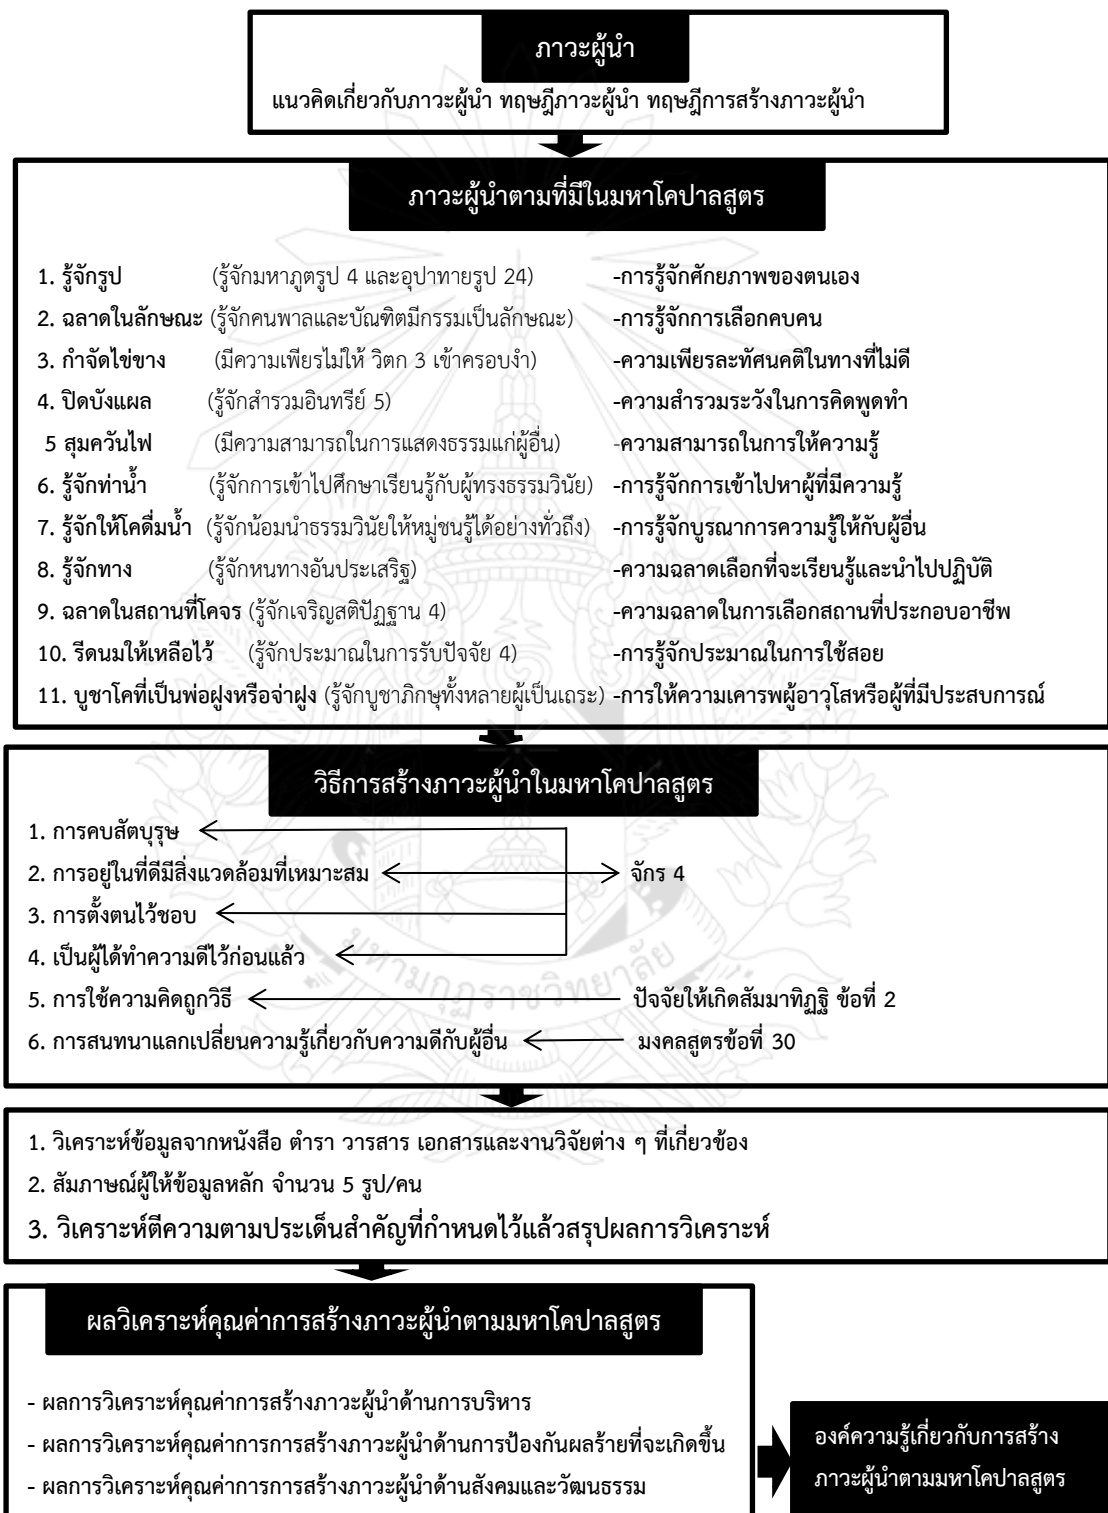 ภาวะผู้นำ
แนวคิดเกี่ยวกับภาวะผู้นำ ทฤษฎีภาวะผู้นำ ทฤษฎีการสร้างภาวะผู้นำ
ภาวะผู้นำตามที่มีในมหาโคปาลสูตร
1. รู้จักรูป (รู้จักมหาภูตรูป 4 และอุปาทายรูป 24) -การรู้จักศักยภาพของตนเอง
2. ฉลาดในลักษณะ (รู้จักคนพาลและบัณฑิตมีกรรมเป็นลักษณะ) -การรู้จักการเลือกคบคน
3. กำจัดไข่ขาง (มีความเพียรไม่ให้ วิตก 3 เข้าครอบงำ) -ความเพียรละทัศนคติในทางที่ไม่ดี
4. ปิดบังแผล (รู้จักสำรวมอินทรีย์ 5) -ความสำรวมระวังในการคิดพูดทำ
5 สุมควันไฟ (มีความสามารถในการแสดงธรรมแก่ผู้อื่น) -ความสามารถในการให้ความรู้
6. รู้จักท่าน้ำ (รู้จักการเข้าไปศึกษาเรียนรู้กับผู้ทรงธรรมวินัย) -การรู้จักการเข้าไปหาผู้ที่มีความรู้
7. รู้จักให้โคดื่มน้ำ (รู้จักน้อมนำธรรมวินัยให้หมู่ชนรู้ได้อย่างทั่วถึง) -การรู้จักบูรณาการความรู้ให้กับผู้อื่น
8. รู้จักทาง (รู้จักหนทางอันประเสริฐ) -ความฉลาดเลือกที่จะเรียนรู้และนำไปปฏิบัติ
9. ฉลาดในสถานที่โคจร (รู้จักเจริญสติปัฏฐาน 4) -ความฉลาดในการเลือกสถานที่ประกอบอาชีพ
10. รีดนมให้เหลือไว้ (รู้จักประมาณในการรับปัจจัย 4) -การรู้จักประมาณในการใช้สอย
11. บูชาโคที่เป็นพ่อฝูงหรือจ่าฝูง (รู้จักบูชาภิกษุทั้งหลายผู้เป็นเถระ) -การให้ความเคารพผู้อาวุโสหรือผู้ที่มีประสบการณ์
วิธีการสร้างภาวะผู้นำในมหาโคปาลสูตร
1. การคบสัตบุรุษ
2. การอยู่ในที่ดีมีสิ่งแวดล้อมที่เหมาะสม จักร 4
3. การตั้งตนไว้ชอบ
4. เป็นผู้ได้ทำความดีไว้ก่อนแล้ว
5. การใช้ความคิดถูกวิธี ปัจจัยให้เกิดสัมมาทิฏฐิ ข้อที่ 2
6. การสนทนาแลกเปลี่ยนความรู้เกี่ยวกับความดีกับผู้อื่น มงคลสูตรข้อที่ 30
มหามกุฏราชวิทยาลัย
1. วิเคราะห์ข้อมูลจากหนังสือ ตำรา วารสาร เอกสารและงานวิจัยต่าง ๆ ที่เกี่ยวข้อง
2. สัมภาษณ์ผู้ให้ข้อมูลหลัก จำนวน 5 รูป/คน
3. วิเคราะห์ตีความตามประเด็นสำคัญที่กำหนดไว้แล้วสรุปผลการวิเคราะห์
ผลวิเคราะห์คุณค่าการสร้างภาวะผู้นำตามมหาโคปาลสูตร
- ผลการวิเคราะห์คุณค่าการสร้างภาวะผู้นำด้านการบริหาร
- ผลการวิเคราะห์คุณค่าการการสร้างภาวะผู้นำด้านการป้องกันผลร้ายที่จะเกิดขึ้น
- ผลการวิเคราะห์คุณค่าการการสร้างภาวะผู้นำด้านสังคมและวัฒนธรรม
องค์ความรู้เกี่ยวกับการสร้าง
ภาวะผู้นำตามมหาโคปาลสูตร